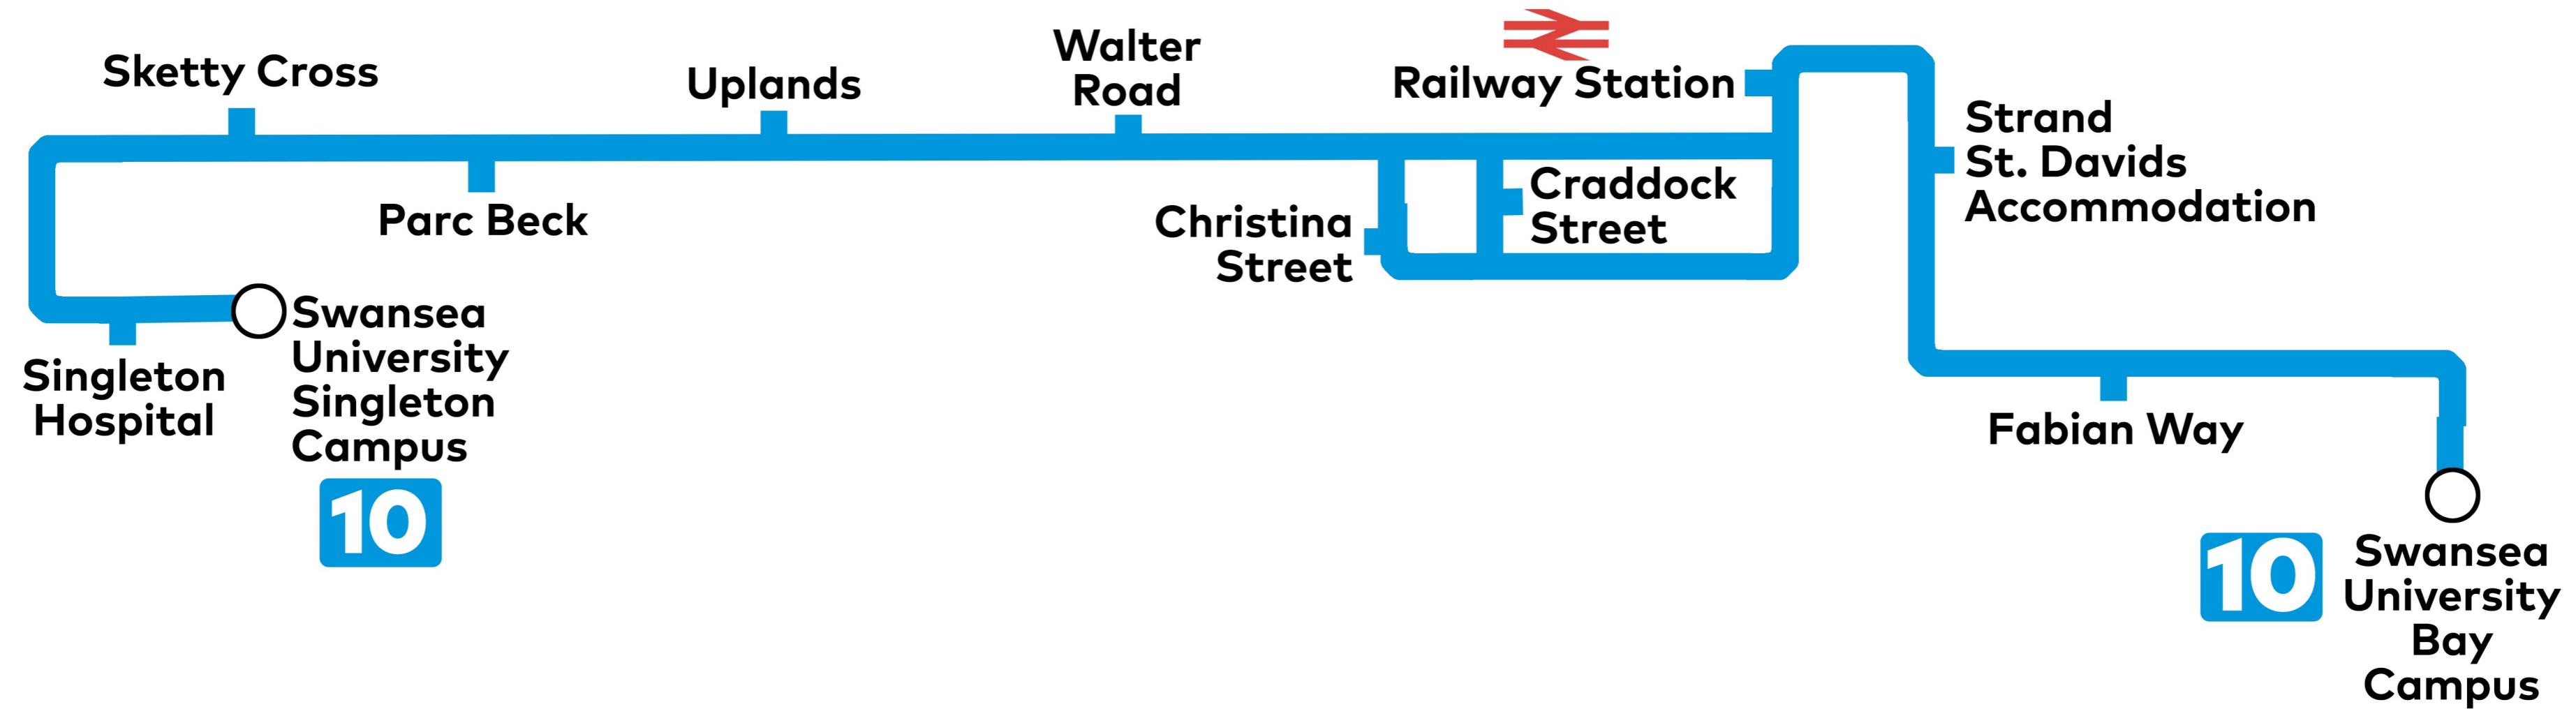 Sketty Cross
Parc Beck
Uplands
Walter
Road
Railway Station
Craddock
Street
Christina
Street
Strand
St. Davids
Accommodation
Singleton
Hospital
Swansea
University
Singleton
Campus
10
Fabian Way
10
Swansea
University
Bay
Campus